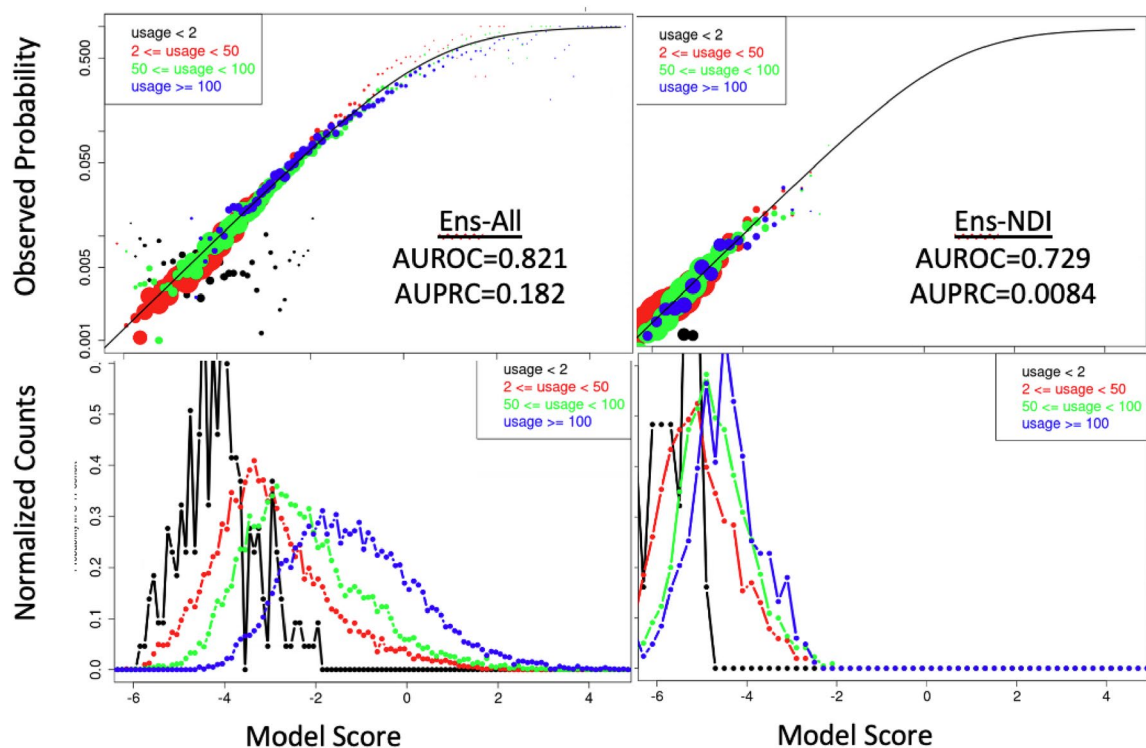 Observed Probability
0.001 0.005 0.050 0.500
usage < 2
2 <= usage < 50
50 <= usage < 100
usage >= 100
Ens-All
AUROC=0.821
AUPRC=0.182
usage < 2
2 <= usage < 50
50 <= usage < 100
usage >= 100
Ens-NDI
AUROC=0.729
AUPRC=0.0084
Normalized Counts
0.0 0.1 0.2 0.3 0.4 0.5
usage < 2
2 <= usage < 50
50 <= usage < 100
usage >= 100
-6 -4 -2 0 2 4
Model Score
usage < 2
2 <= usage < 50
50 <= usage < 100
usage >= 100
-6 -4 -2 0 2 4
Model Score